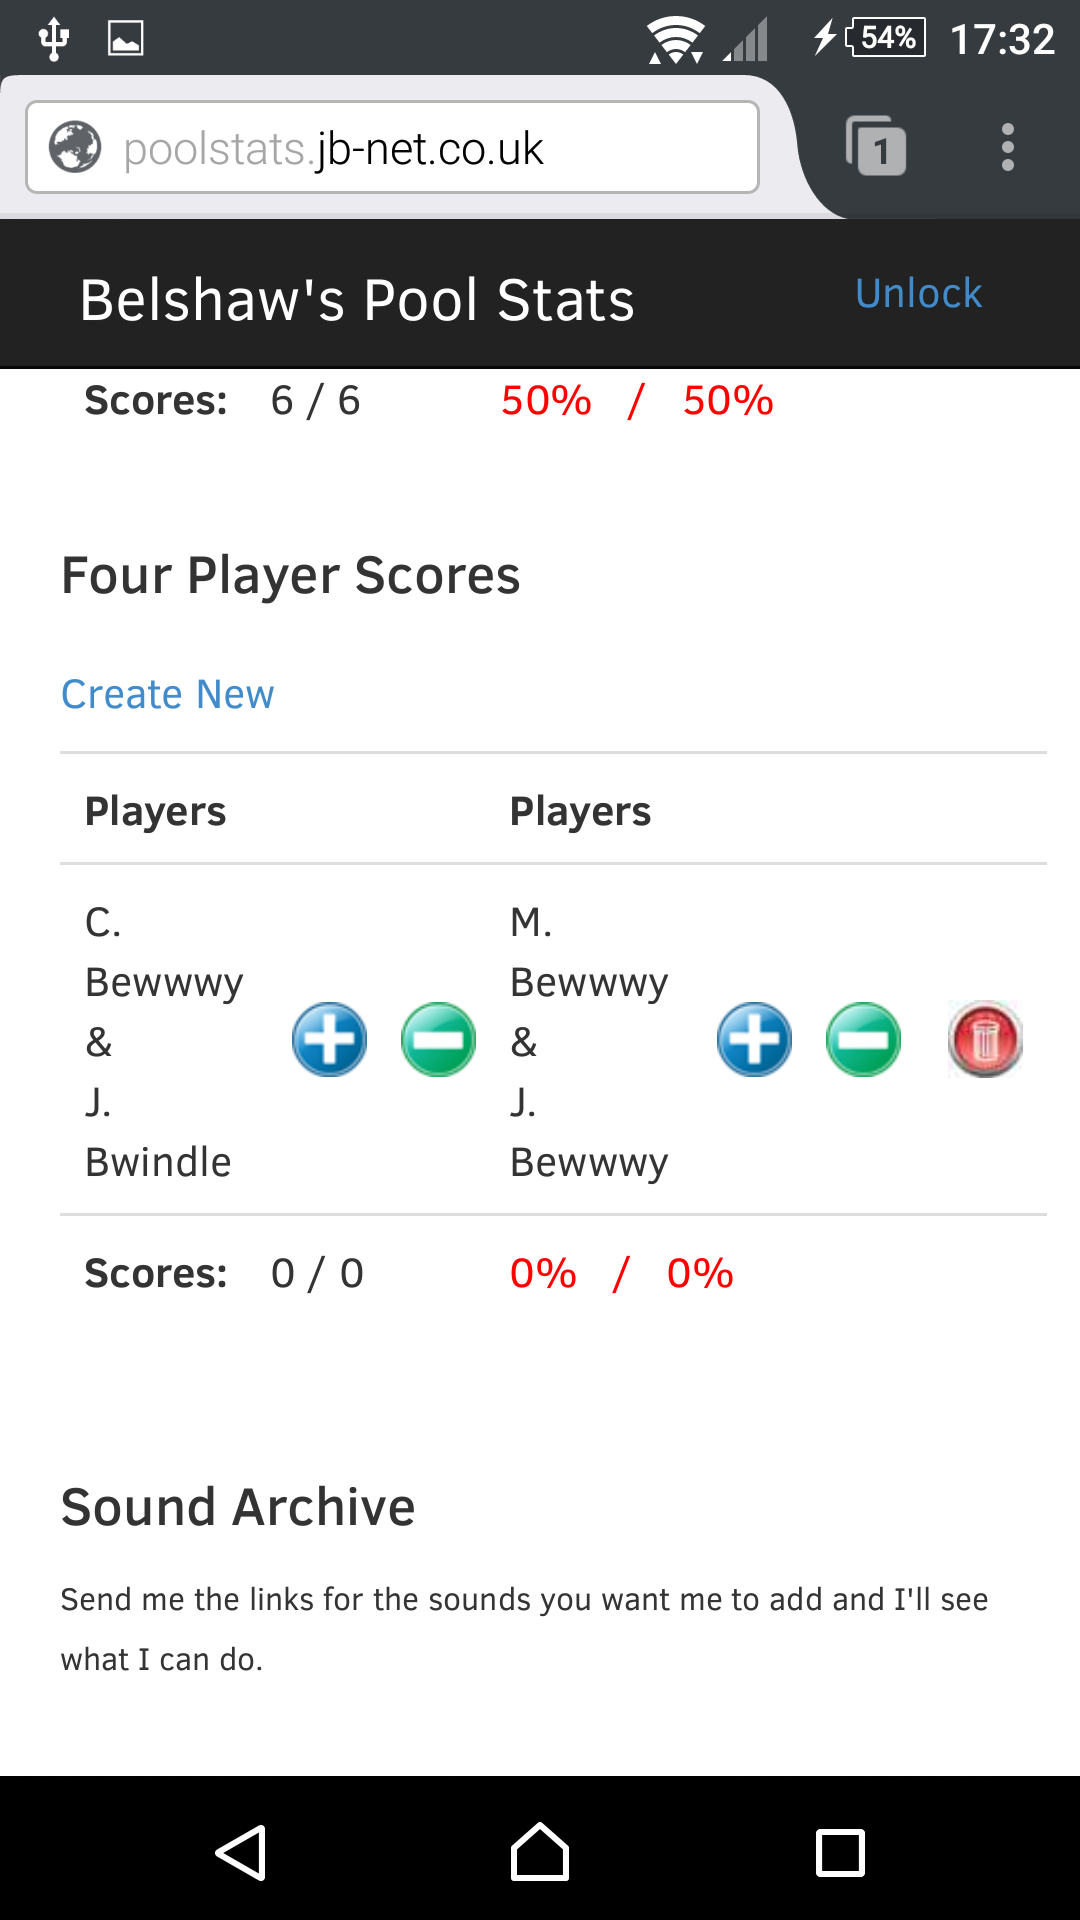 54% 17:32
poolstats.jb-net.co.uk 1
Belshaw's Pool Stats Unlock
Scores: 6 / 6 50% / 50%
Four Player Scores
Create New
Players Players
C. M.
Bewwwy Bewwwy
& &
J. J.
Bwindle Bewwwy
Scores: 0 / 0 0% / 0%
Sound Archive
Send me the links for the sounds you want me to add and I'll see
what I can do.